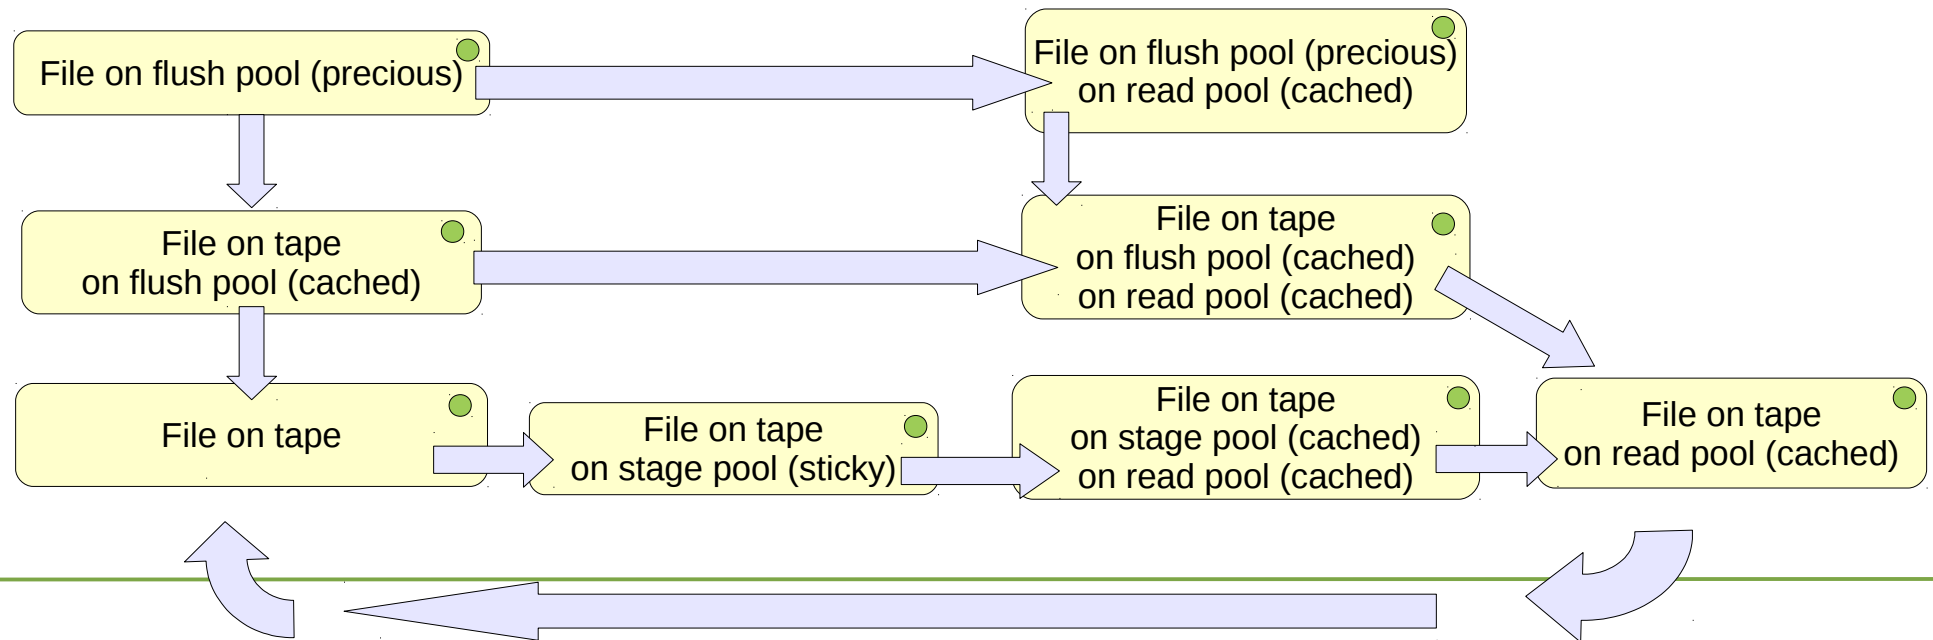 File on flush pool (precious)
File on flush pool (precious)
on read pool (cached)
File on tape
on flush pool (cached)
File on tape
on flush pool (cached)
on read pool (cached)
File on tape
File on tape
on stage pool (sticky)
File on tape
on stage pool (cached)
on read pool (cached)
File on tape
on read pool (cached)